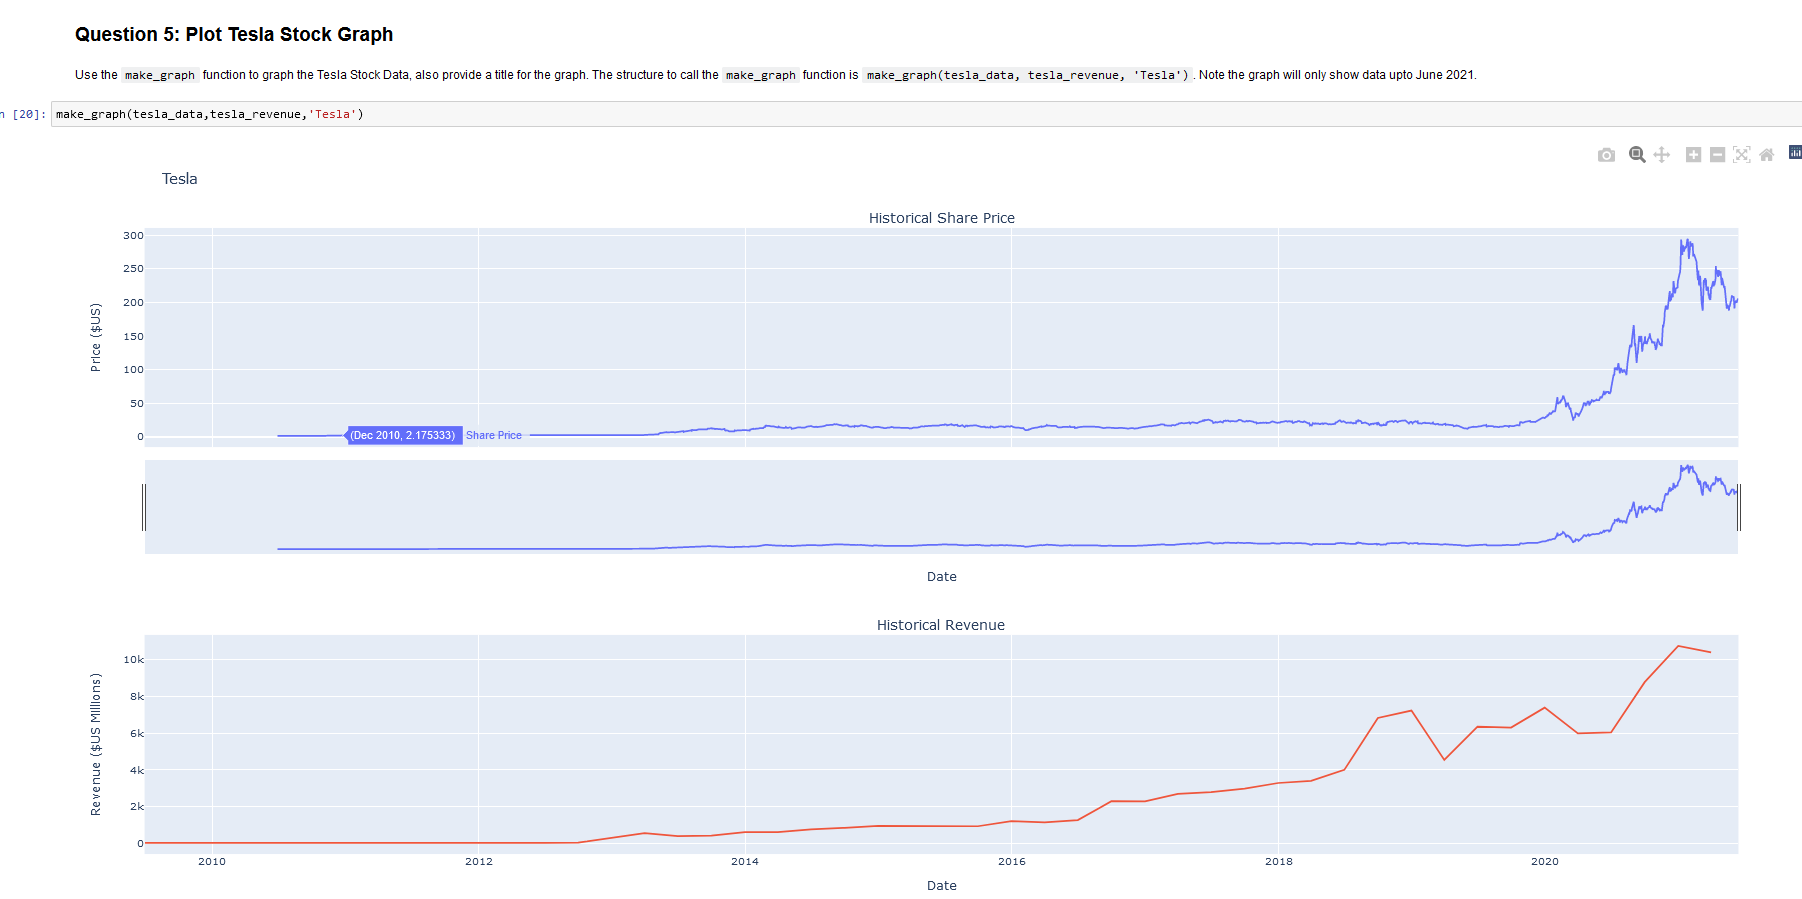 Question 5: Plot Tesla Stock Graph
Use the make_graph function to graph the Tesla Stock Data, also provide a title for the graph. The structure to call the make_graph function is make_graph(tesla_data, tesla_revenue, 'Tesla'). Note the graph will only show data upto June 2021.
n [20]: make_graph(tesla_data,tesla_revenue,'Tesla')
Tesla
Historical Share Price
Price ($US)
300
250
200
150
100
50
0
(Dec 2010, 2.175333) Share Price
2014
2016
2018
2020
Date
Historical Revenue
Revenue ($US Millions)
10k
8k
6k
4k
2k
0
2010
2012
2014
2016
2018
2020
Date